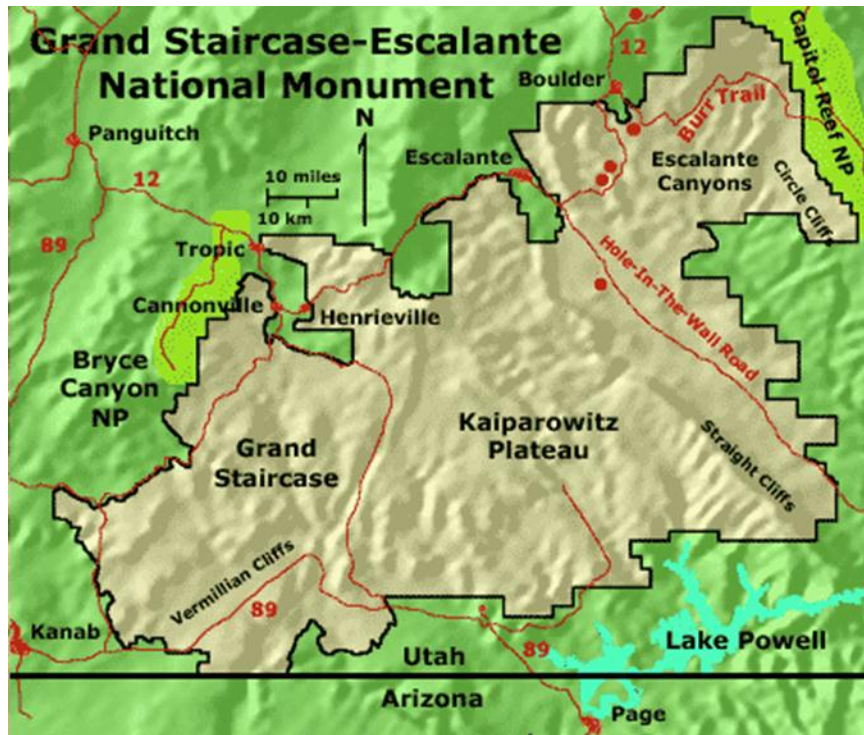 Grand Staircase-Escalante
National Monument
12
Boulder
Capitol Reef NP
Burr Trail
N
Panguitch
Escalante
Escalante
Canyons
10 miles
10 km
12
Circle Cliffs
89
Tropic
Hole-In-The-Wall Road
Cannonville
Henrieville
Bryce
Canyon
NP
Kaiparowitz
Plateau
Grand
Staircase
Straight Cliffs
Vermillian Cliffs
89
Kanab
Utah
89
Lake Powell
Arizona
Page